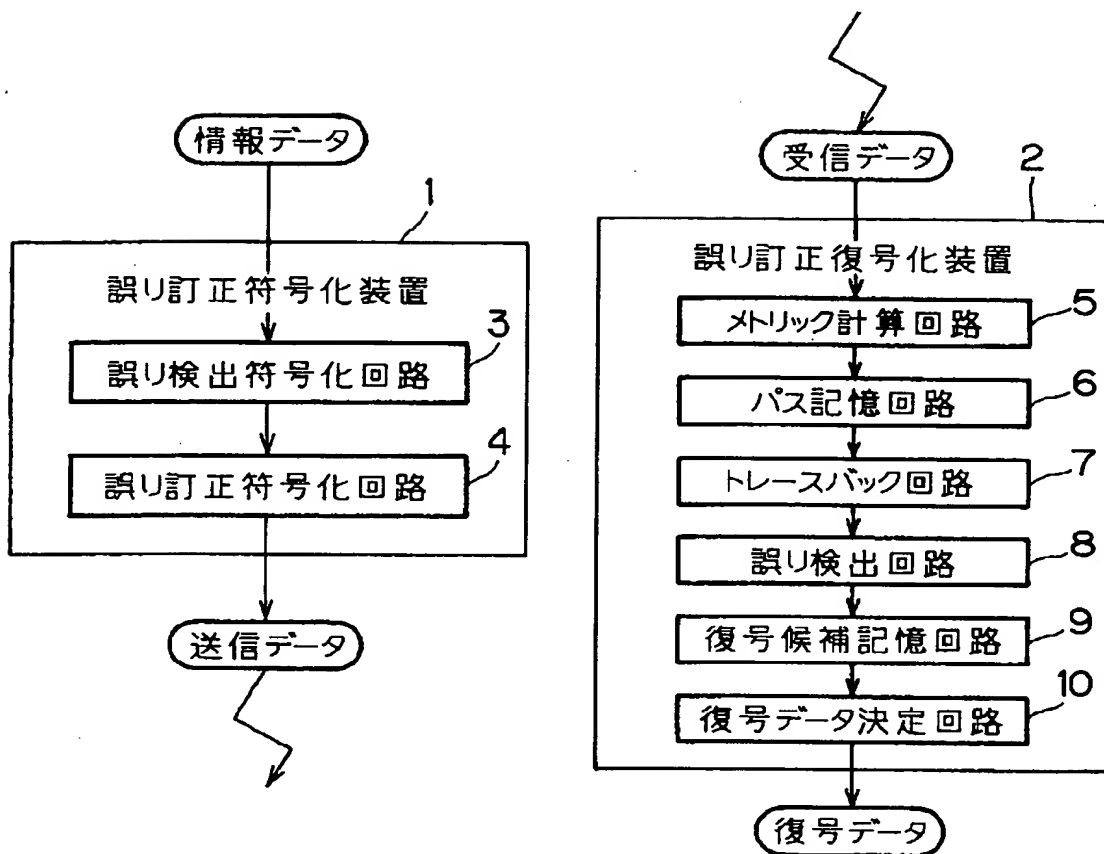 情報データ
1
誤り訂正符号化装置
3
誤り検出符号化回路
4
誤り訂正符号化回路
送信データ
受信データ
2
誤り訂正復号化装置
5
メトリック計算回路
6
パス記憶回路
7
トレースバック回路
8
誤り検出回路
9
復号候補記憶回路
10
復号データ決定回路
復号データ